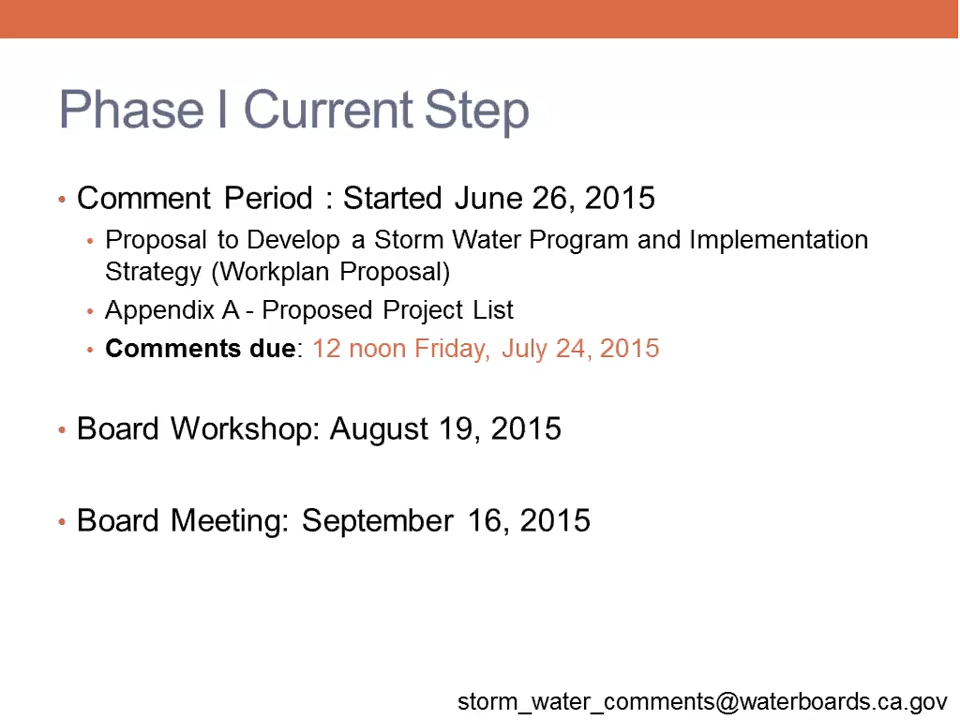 Phase I Current Step
• Comment Period : Started June 26, 2015
• Proposal to Develop a Storm Water Program and Implementation
Strategy (Workplan Proposal)
• Appendix A - Proposed Project List
• Comments due: 12 noon Friday, July 24, 2015
• Board Workshop: August 19, 2015
• Board Meeting: September 16, 2015
storm_water_comments@waterboards.ca.gov